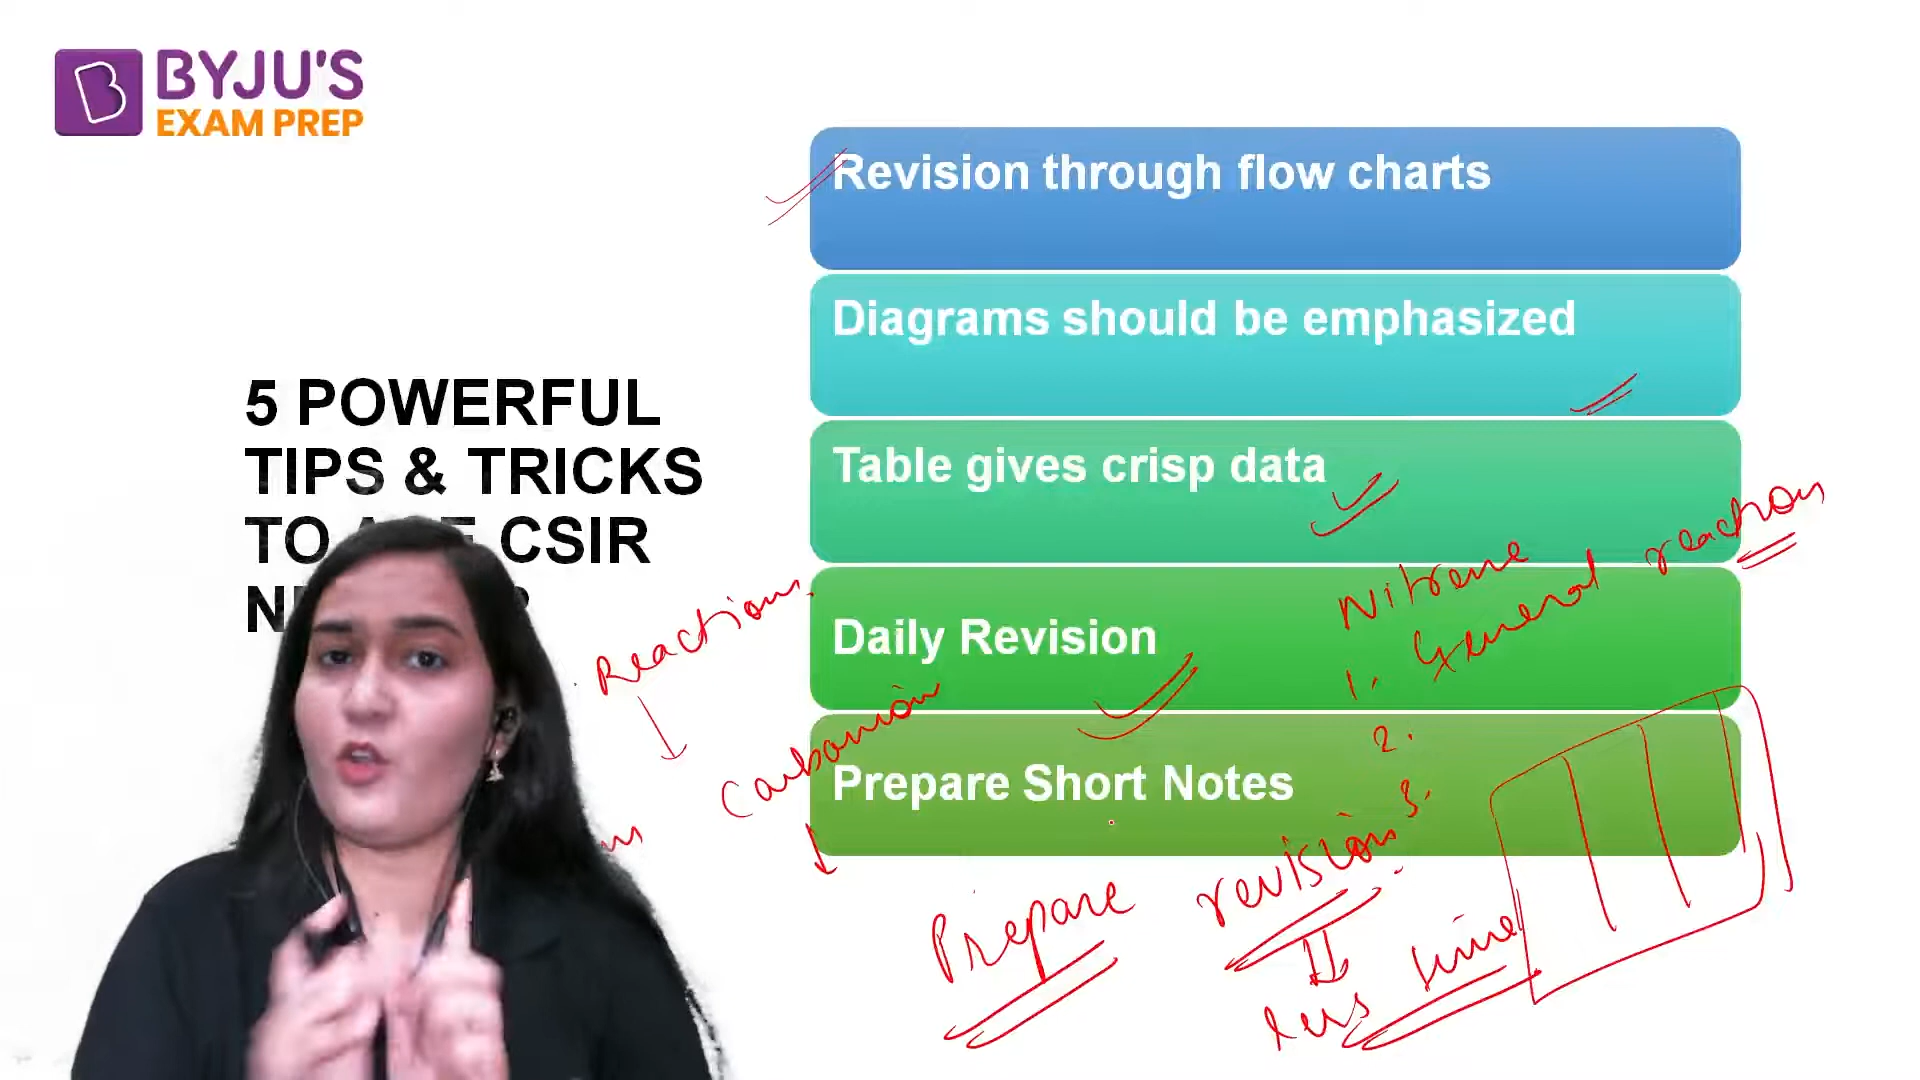 BYJU'S
EXAM PREP
Revision through flow charts
Diagrams should be emphasized
5 POWERFUL
TIPS & TRICKS
TO CSIR
Table gives crisp data
Daily Revision
Prepare Short Notes
Reactions
Carbanion
Nitrene
1. General reaction
2.
3.
Prepare revision
less time